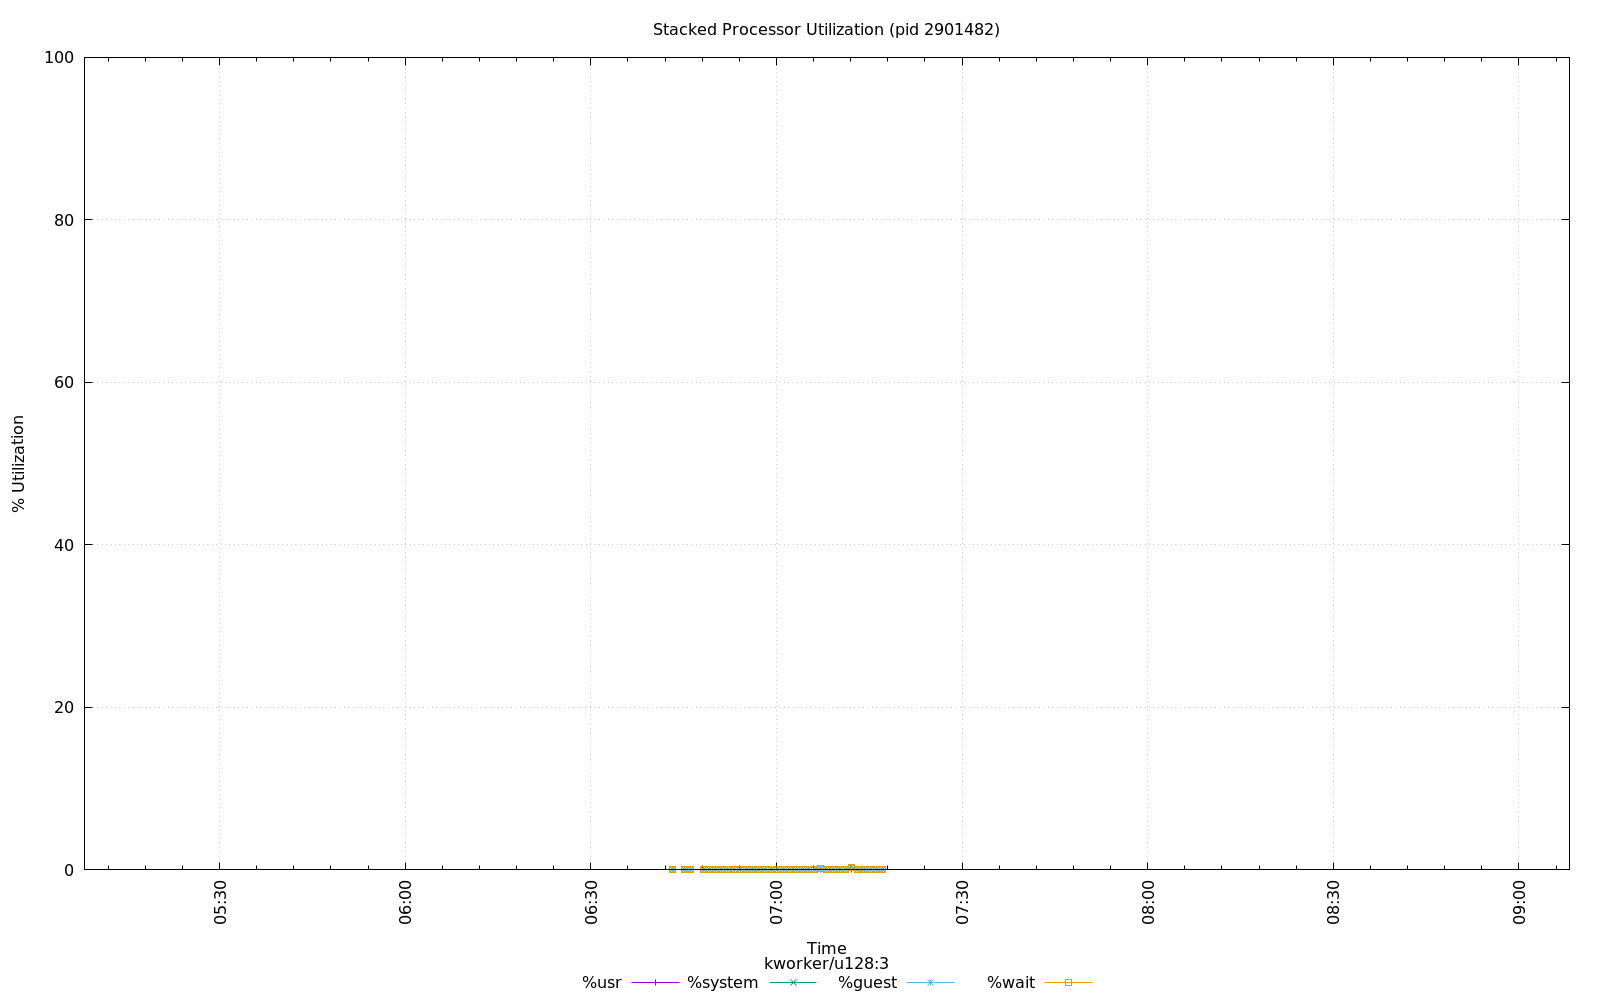 Stacked Processor Utilization (pid 2901482)
100
80
60
40
20
0
% Utilization
05:30 06:00 06:30 07:00 07:30 08:00 08:30 09:00
Time
kworker/u128:3
%usr %system %guest %wait